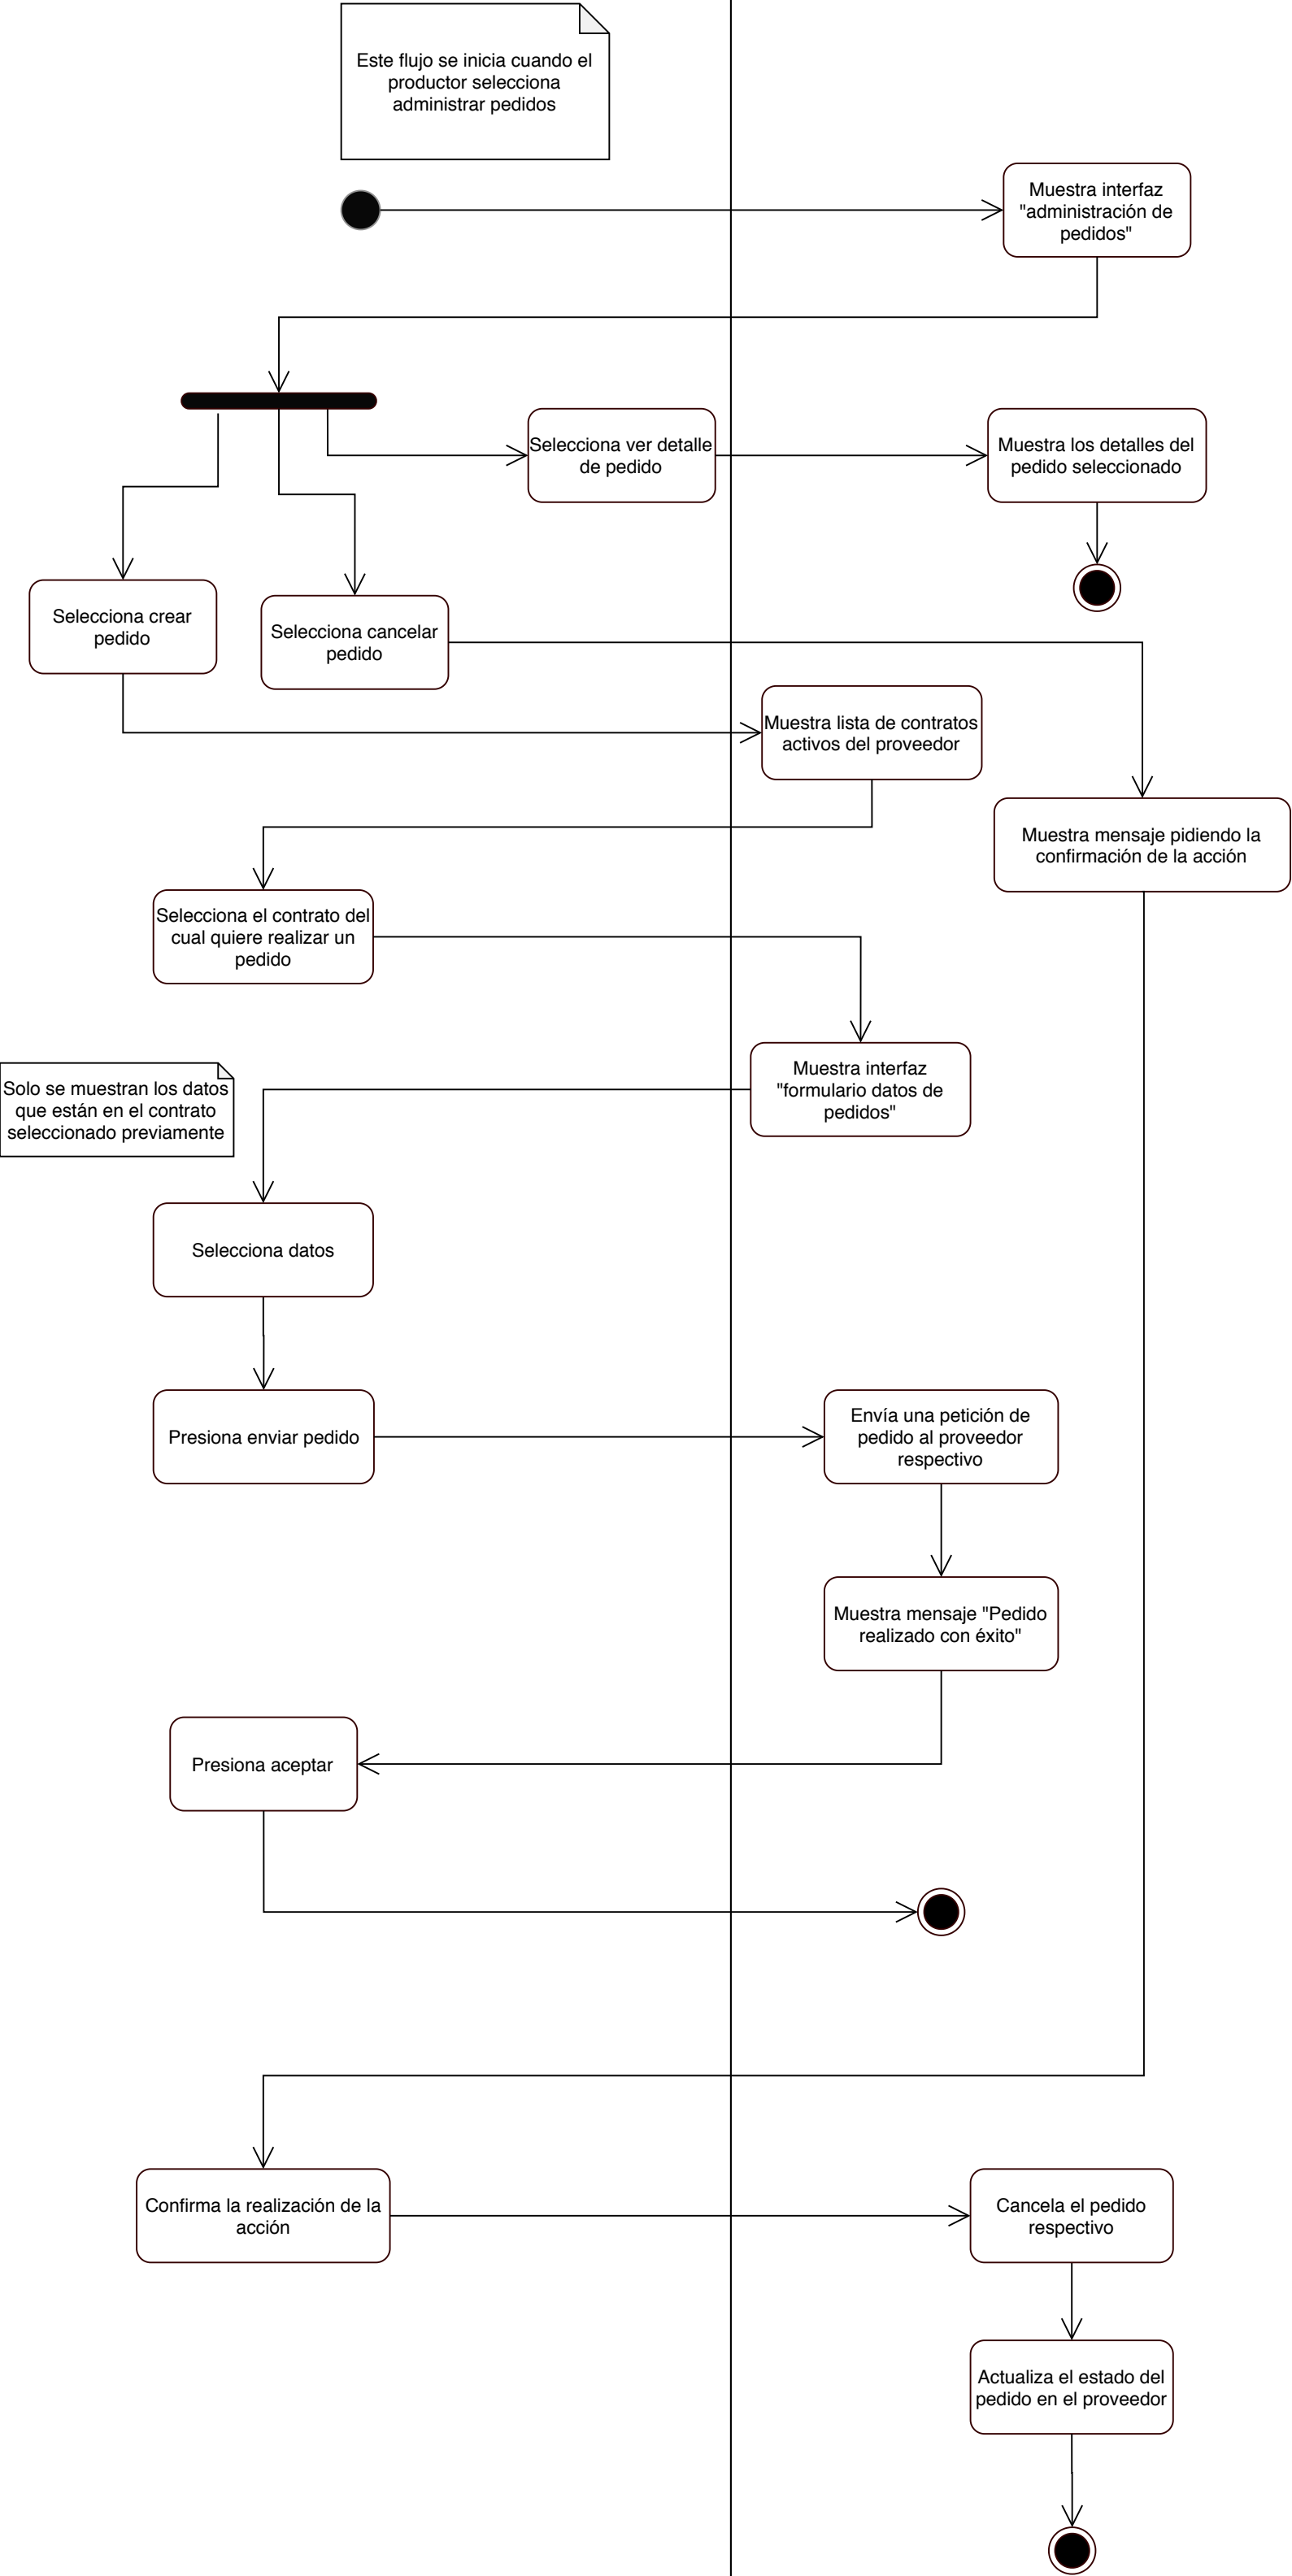 Este flujo se inicia cuando el
productor selecciona
administrar pedidos
Muestra interfaz
"administración de
pedidos"
Selecciona ver detalle
de pedido
Muestra los detalles del
pedido seleccionado
Selecciona crear
pedido
Selecciona cancelar
pedido
Muestra lista de contratos
activos del proveedor
Muestra mensaje pidiendo la
confirmación de la acción
Selecciona el contrato del
cual quiere realizar un
pedido
Muestra interfaz
"formulario datos de
pedidos"
Solo se muestran los datos
que están en el contrato
seleccionado previamente
Selecciona datos
Presiona enviar pedido
Envía una petición de
pedido al proveedor
respectivo
Muestra mensaje "Pedido
realizado con éxito"
Presiona aceptar
Confirma la realización de la
acción
Cancela el pedido
respectivo
Actualiza el estado del
pedido en el proveedor